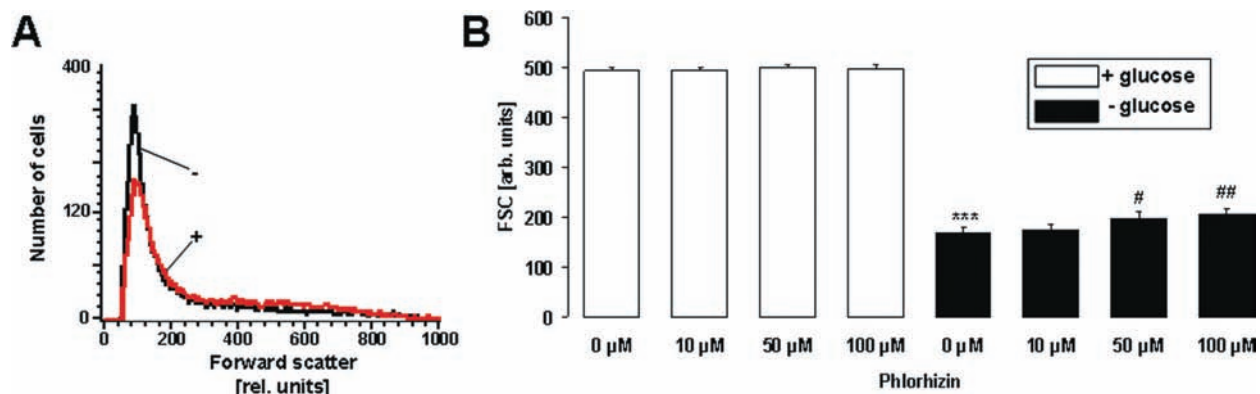 A
400
120
0
Number of cells
-
+
0 200 400 600 800 1000
Forward scatter
[rel. units]
B
600
500
400
300
200
100
0
FSC [arb. units]
+ glucose
- glucose
***
#
##
0 µM 10 µM 50 µM 100 µM 0 µM 10 µM 50 µM 100 µM
Phlorhizin